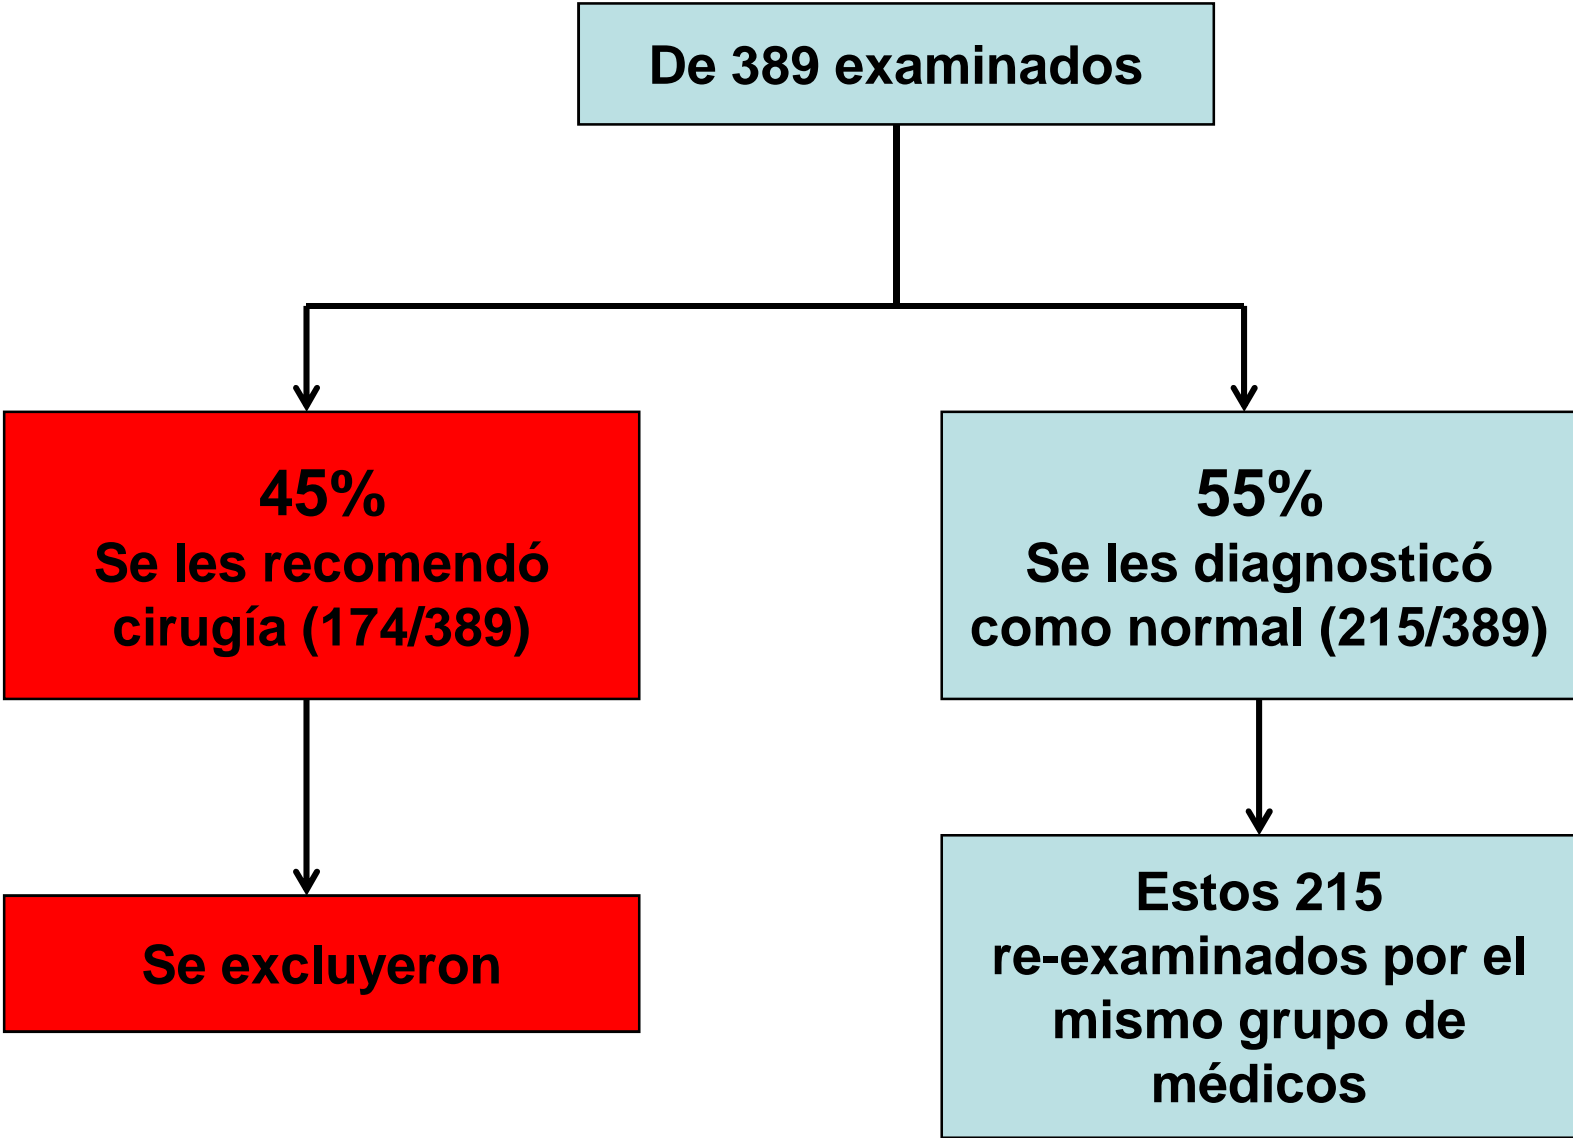 De 389 examinados
45%
Se les recomendó
cirugía (174/389)
55%
Se les diagnosticó
como normal (215/389)
Se excluyeron
Estos 215
re-examinados por el
mismo grupo de
médicos